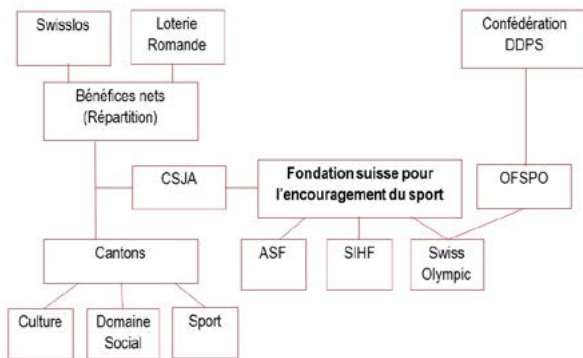 Swisslos
Loterie
Romande
Confédération
DDPS
Bénéfices nets
(Répartition)
CSJA
Fondation suisse pour
l'encouragement du sport
OFSPO
Cantons
ASF
SIHF
Swiss
Olympic
Culture
Domaine
Social
Sport